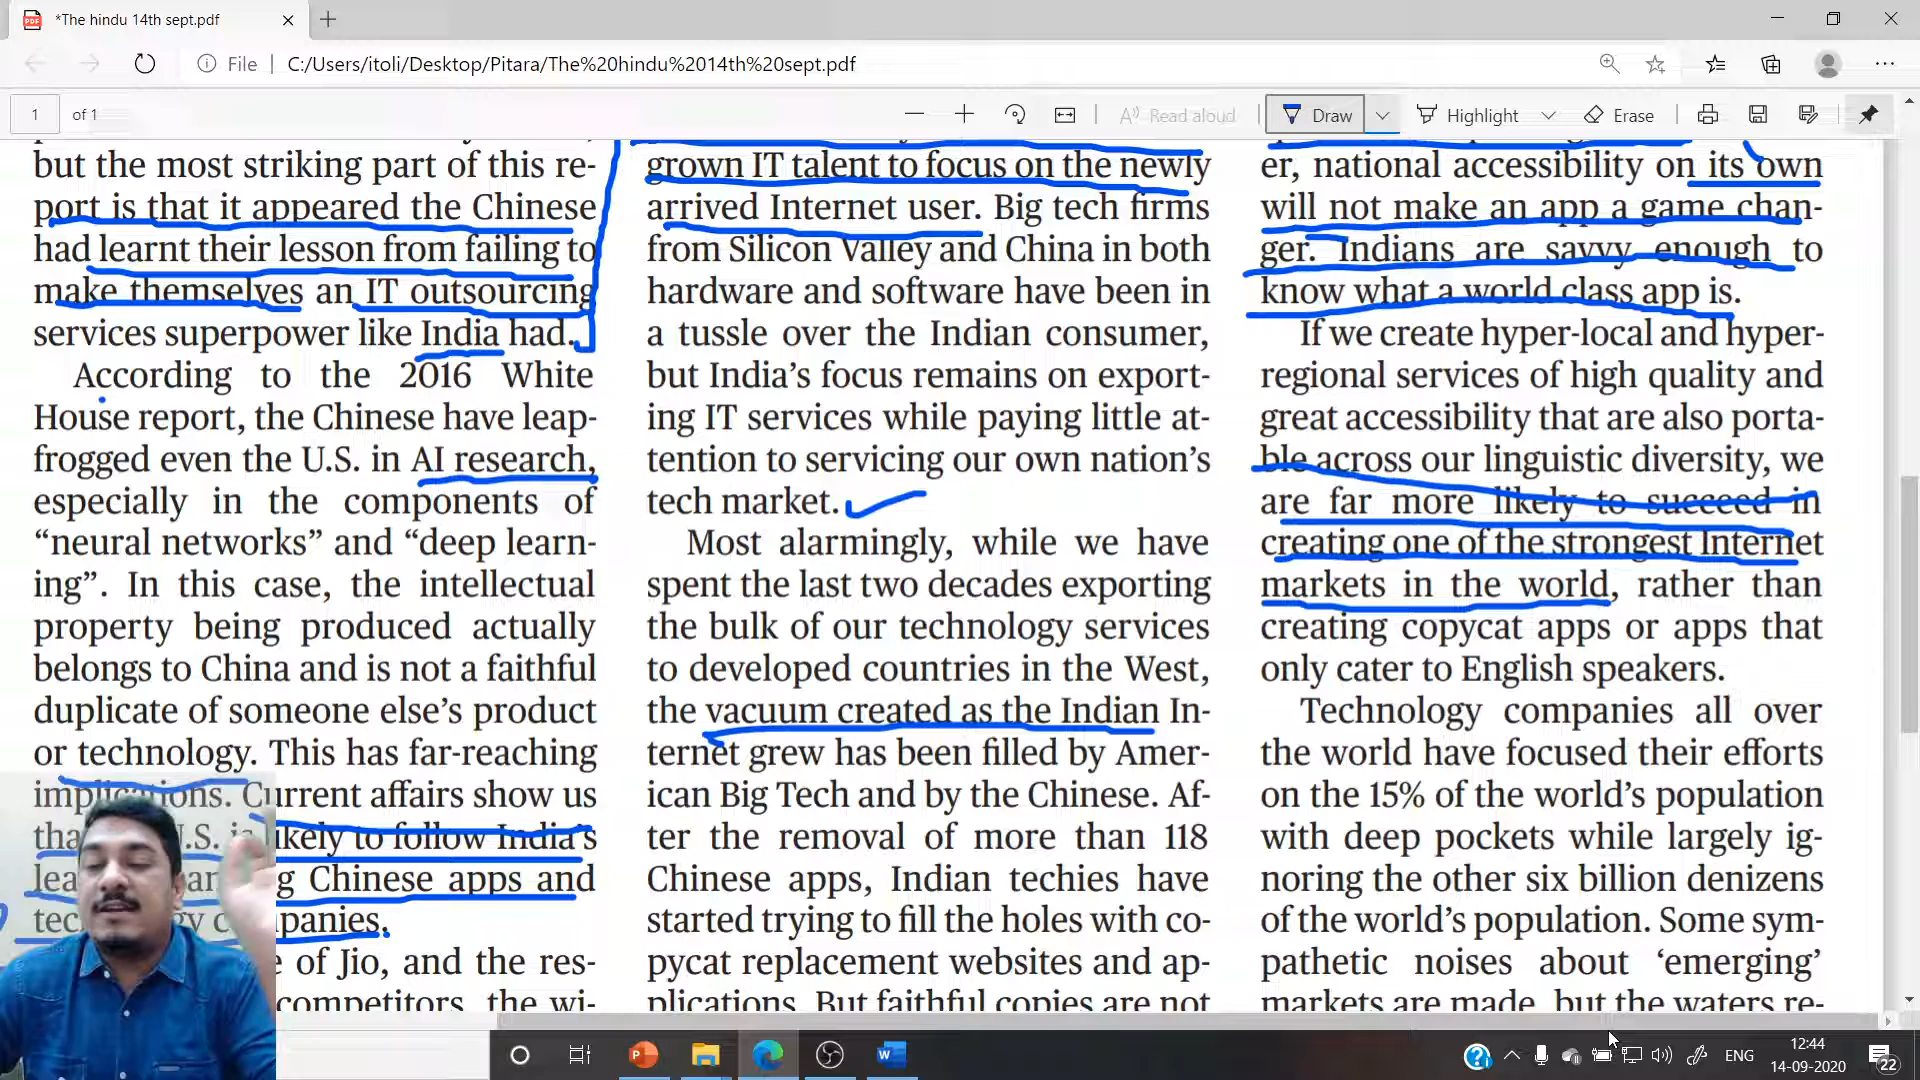 *The hindu 14th sept.pdf
File
C:/Users/itoli/Desktop/Pitara/The%20hindu%2014th%20sept.pdf
1
of 1
Read aloud
Draw
Highlight
Erase
but the most striking part of this re-
port is that it appeared the Chinese
had learnt their lesson from failing to
make themselves an IT outsourcing
services superpower like India had.
According to the 2016 White
House report, the Chinese have leap-
frogged even the U.S. in AI research,
especially in the components of
“neural networks” and “deep learn-
ing”. In this case, the intellectual
property being produced actually
belongs to China and is not a faithful
duplicate of someone else’s product
or technology. This has far-reaching
implications. Current affairs show us
likely to follow India’s
Chinese apps and
of Jio, and the res-
competitors, the wi-
grown IT talent to focus on the newly
arrived Internet user. Big tech firms
from Silicon Valley and China in both
hardware and software have been in
a tussle over the Indian consumer,
but India’s focus remains on export-
ing IT services while paying little at-
tention to servicing our own nation’s
tech market.
Most alarmingly, while we have
spent the last two decades exporting
the bulk of our technology services
to developed countries in the West,
the vacuum created as the Indian In-
ternet grew has been filled by Amer-
ican Big Tech and by the Chinese. Af-
ter the removal of more than 118
Chinese apps, Indian techies have
started trying to fill the holes with co-
pycat replacement websites and ap-
plications. But faithful copies are not
er, national accessibility on its own
will not make an app a game chan-
ger. Indians are savvy enough to
know what a world class app is.
If we create hyper-local and hyper-
regional services of high quality and
great accessibility that are also porta-
ble across our linguistic diversity, we
are far more likely to succeed in
creating one of the strongest Internet
markets in the world, rather than
creating copycat apps or apps that
only cater to English speakers.
Technology companies all over
the world have focused their efforts
on the 15% of the world’s population
with deep pockets while largely ig-
noring the other six billion denizens
of the world’s population. Some sym-
pathetic noises about ‘emerging’
markets are made, but the waters re-
ENG
12:44
14-09-2020
22